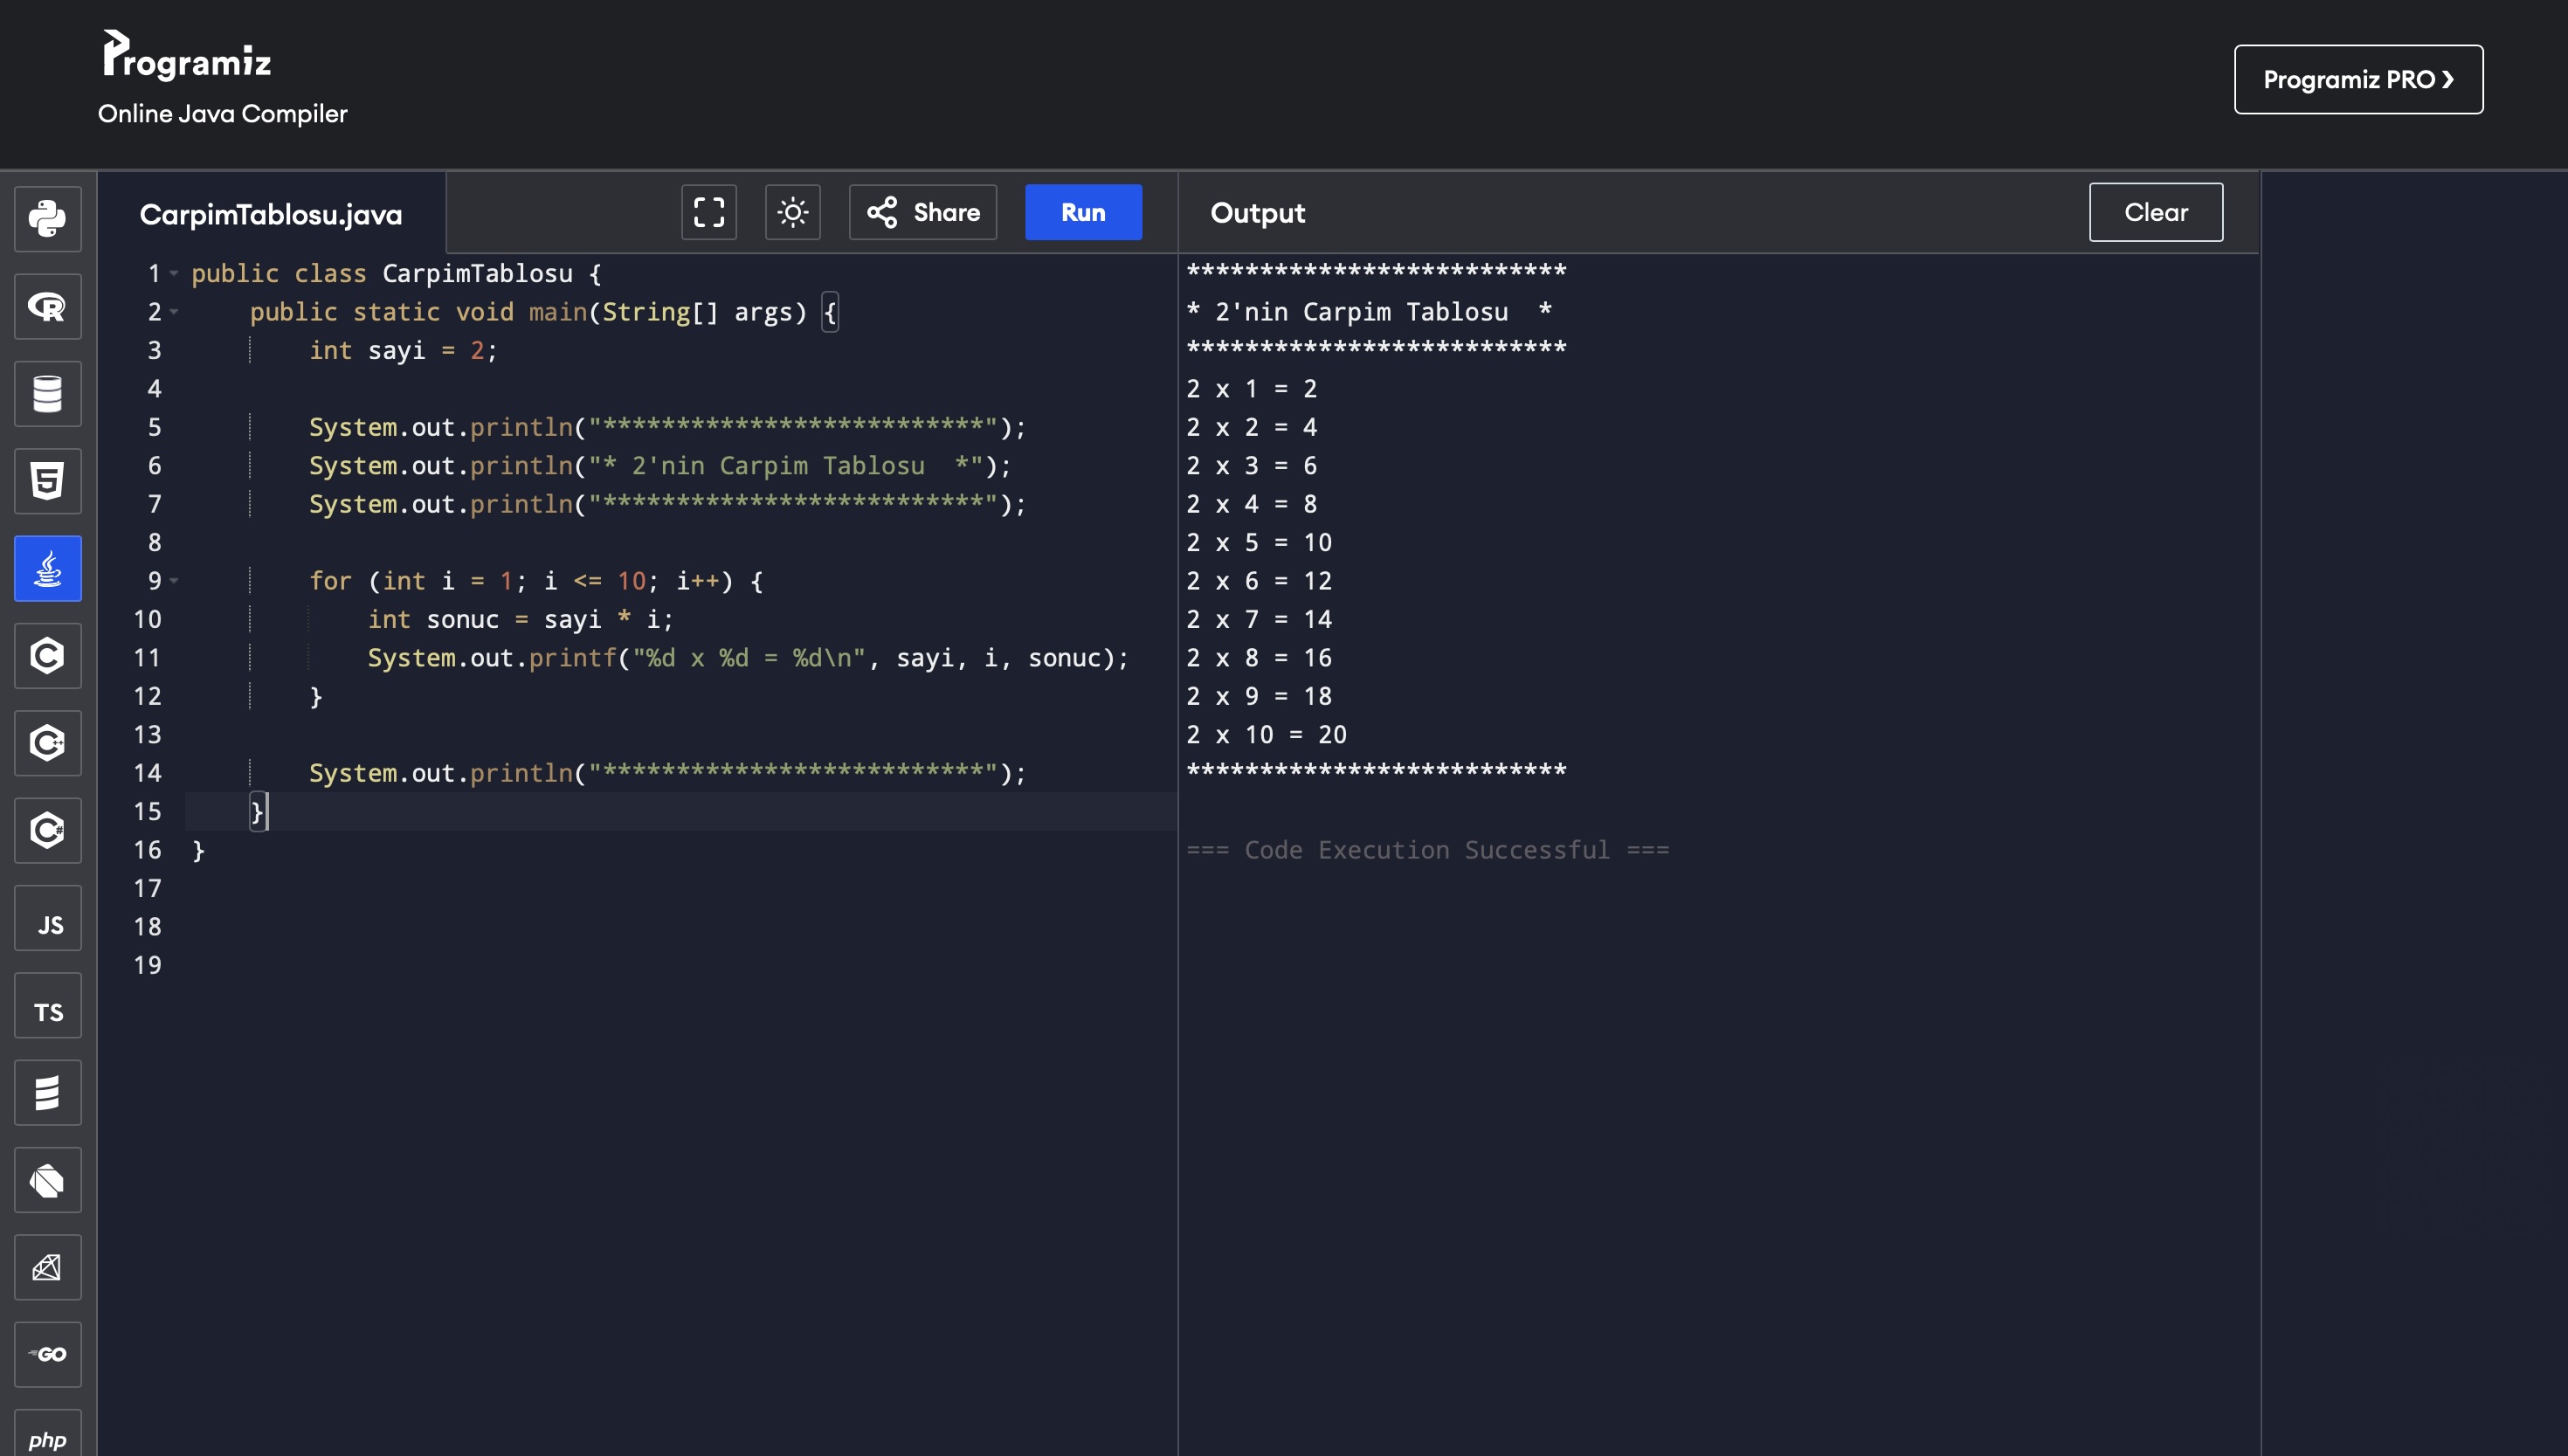 Programiz
Online Java Compiler
Programiz PRO ❯
CarpimTablosu.java
Share
Run
Output
Clear
1 public class CarpimTablosu {
2     public static void main(String[] args) {
3         int sayi = 2;
4
5         System.out.println("**************************");
6         System.out.println("* 2'nin Carpim Tablosu  *");
7         System.out.println("**************************");
8
9         for (int i = 1; i <= 10; i++) {
10             int sonuc = sayi * i;
11             System.out.printf("%d x %d = %d\n", sayi, i, sonuc);
12         }
13
14         System.out.println("**************************");
15     }
16 }
17
18
19
**************************
* 2'nin Carpim Tablosu  *
**************************
2 x 1 = 2
2 x 2 = 4
2 x 3 = 6
2 x 4 = 8
2 x 5 = 10
2 x 6 = 12
2 x 7 = 14
2 x 8 = 16
2 x 9 = 18
2 x 10 = 20
**************************
=== Code Execution Successful ===
R
5
C
C++
C#
JS
TS
GO
php